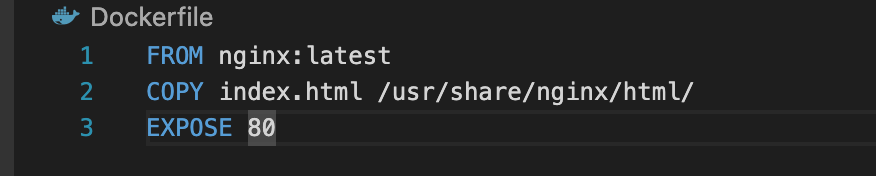 Dockerfile
1 FROM nginx:latest
2 COPY index.html /usr/share/nginx/html/
3 EXPOSE 80